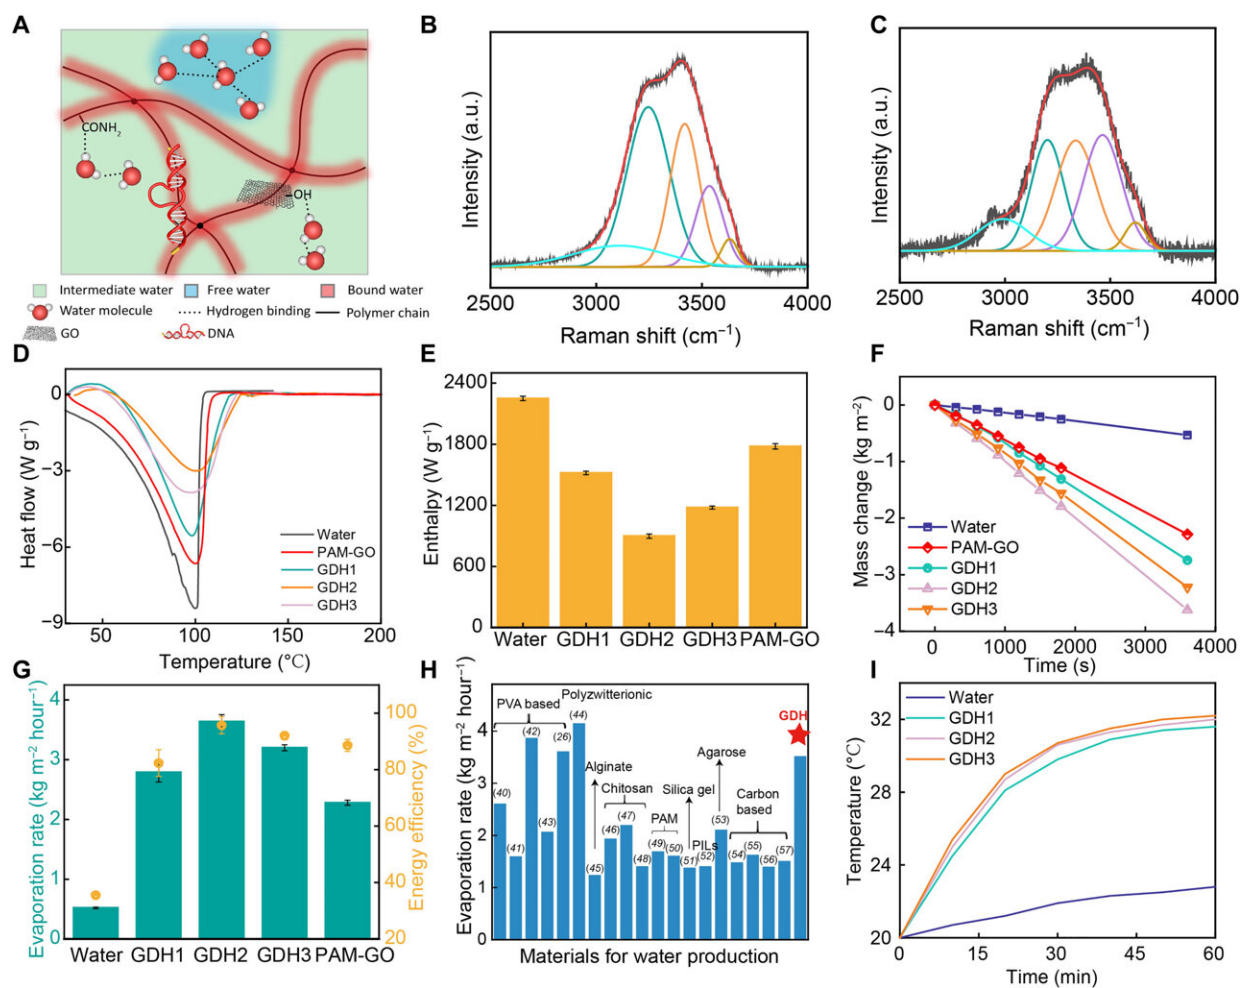 A
CONH2
OH
Intermediate water
Free water
Bound water
Water molecule
Hydrogen binding
Polymer chain
GO
DNA
B
Intensity (a.u.)
2500 3000 3500 4000
Raman shift (cm−1)
C
Intensity (a.u.)
2500 3000 3500 4000
Raman shift (cm−1)
D
Heat flow (W g−1)
0
−3
−6
−9
Water
PAM-GO
GDH1
GDH2
GDH3
50 100 150 200
Temperature (°C)
E
Enthalpy (W g−1)
2400
1800
1200
600
0
Water GDH1 GDH2 GDH3 PAM-GO
F
Mass change (kg m−2)
0
−1
−2
−3
−4
Water
PAM-GO
GDH1
GDH2
GDH3
0 1000 2000 3000 4000
Time (s)
G
Evaporation rate (kg m−2 hour−1)
4
3
2
1
0
Energy efficiency (%)
100
80
60
40
20
Water GDH1 GDH2 GDH3 PAM-GO
H
Evaporation rate (kg m−2 hour−1)
4
3
2
1
0
PVA based
Polyzwitterionic
GDH
Alginate
Chitosan
PAM
Silica gel
PILs
Agarose
Carbon
based
(40)
(41)
(42)
(43)
(26)
(44)
(45)
(46)
(47)
(48)
(49)
(50)
(51)
(52)
(53)
(54)
(55)
(56)
(57)
Materials for water production
I
Temperature (°C)
32
28
24
20
Water
GDH1
GDH2
GDH3
0 15 30 45 60
Time (min)